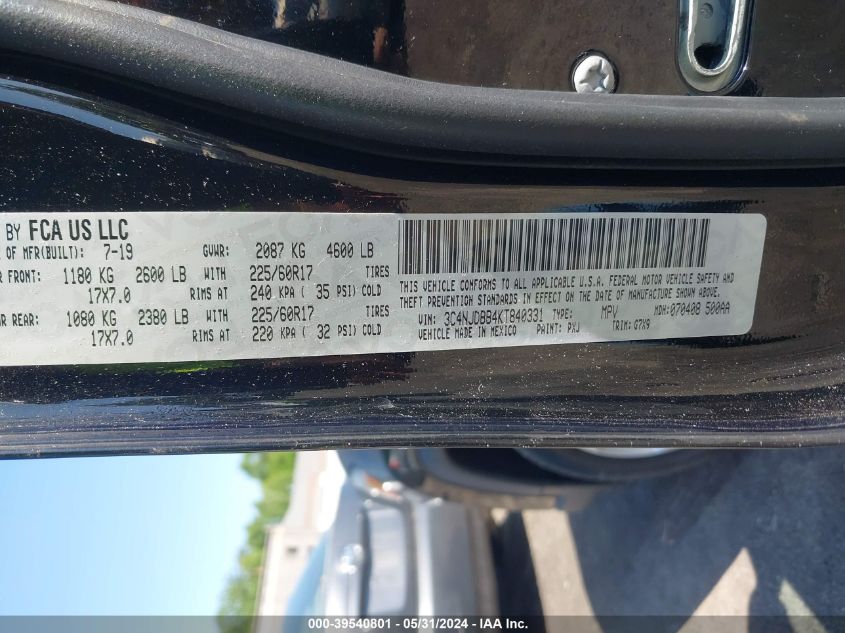 BY FCA US LLC
OF MFR(BUILT): 7-19 GVWR: 2087 KG 4600 LB
FRONT: 1180 KG 2600 LB WITH 225/60R17 TIRES
17X7.0 RIMS AT 240 KPA ( 35 PSI) COLD
REAR: 1080 KG 2380 LB WITH 225/60R17 TIRES
17X7.0 RIMS AT 220 KPA ( 32 PSI) COLD
THIS VEHICLE CONFORMS TO ALL APPLICABLE U.S.A. FEDERAL MOTOR VEHICLE SAFETY AND
THEFT PREVENTION STANDARDS IN EFFECT ON THE DATE OF MANUFACTURE SHOWN ABOVE.
VIN: 3C4NJDBB4KT840331 TYPE: MPV MDH: 070408 500AA
VEHICLE MADE IN MEXICO PAINT: PXJ TRIM: G7X9
000-39540801 / 05/31/2024 - IAA Inc.